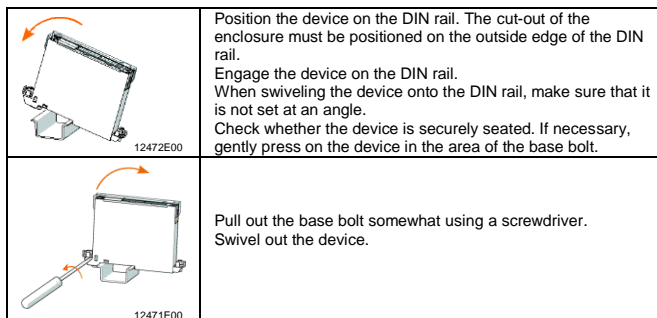 Position the device on the DIN rail. The cut-out of the
enclosure must be positioned on the outside edge of the DIN
rail.
Engage the device on the DIN rail.
When swiveling the device onto the DIN rail, make sure that it
is not set at an angle.
Check whether the device is securely seated. If necessary,
gently press on the device in the area of the base bolt.
12472E00
Pull out the base bolt somewhat using a screwdriver.
Swivel out the device.
12471E00